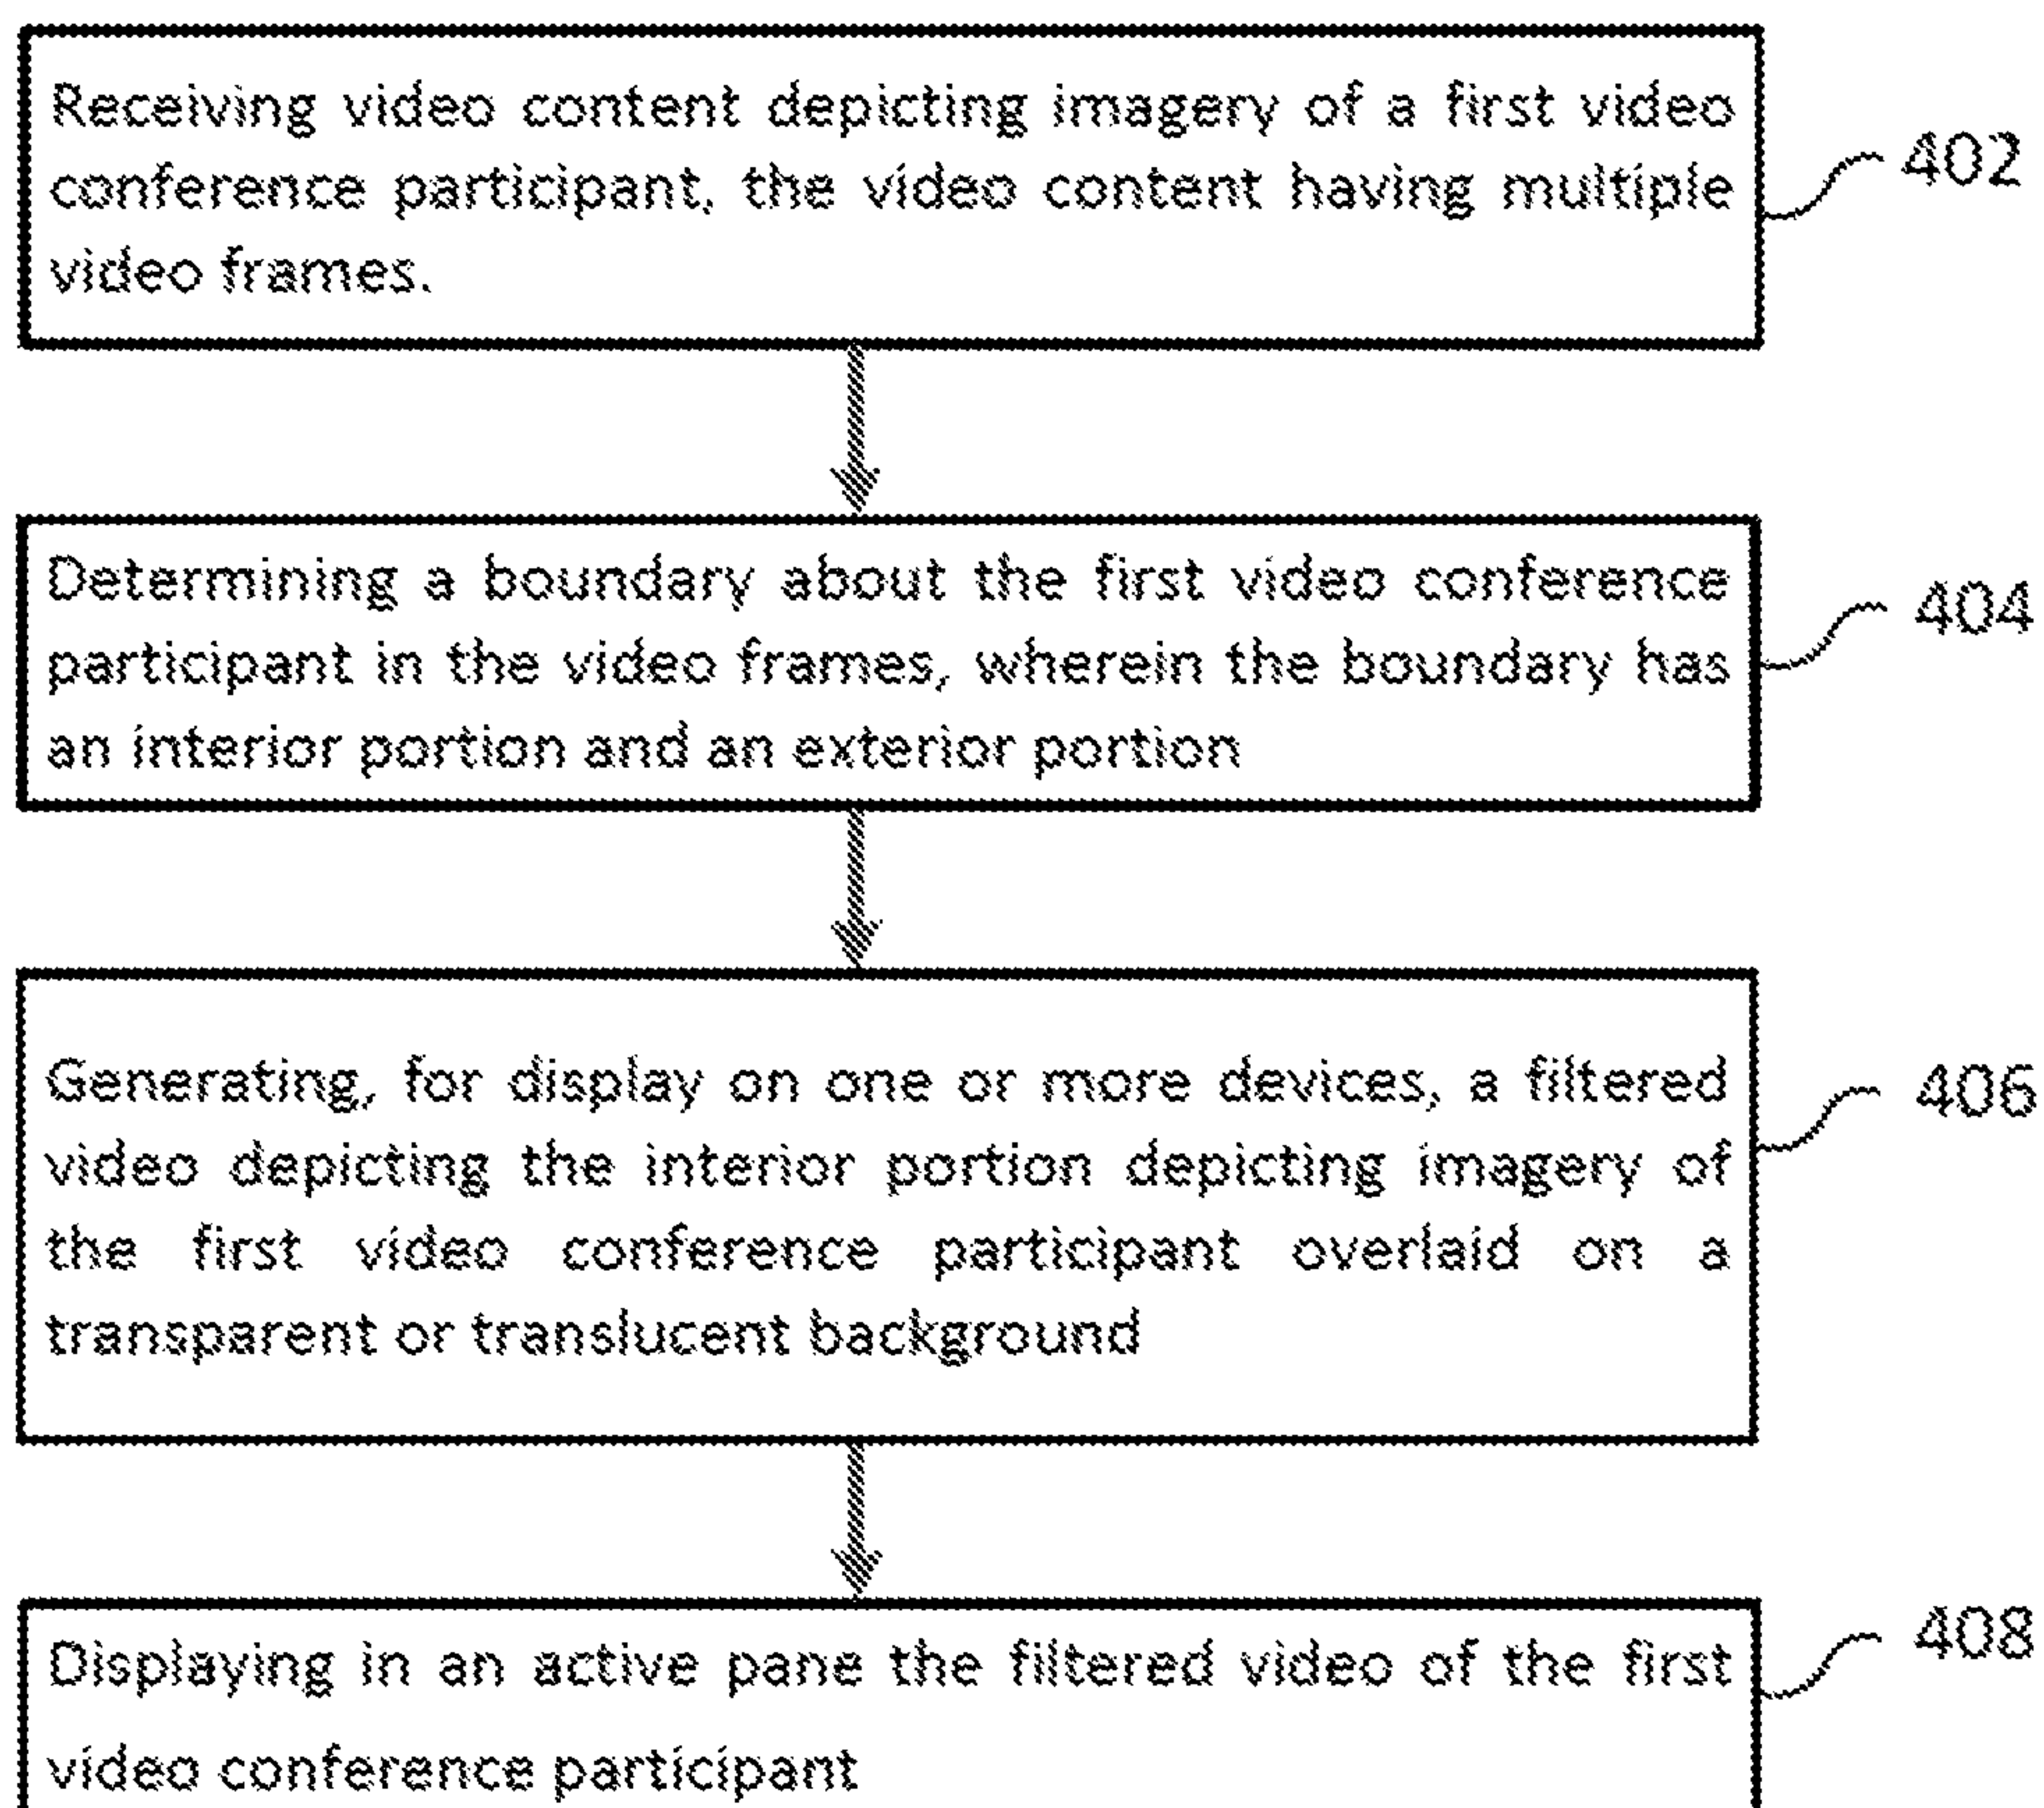 Receiving video content depicting imagery of a first video
conference participant, the video content having multiple
video frames.
402
Determining a boundary about the first video conference
participant in the video frames, wherein the boundary has
an interior portion and an exterior portion
404
Generating, for display on one or more devices, a filtered
video depicting the interior portion depicting imagery of
the first video conference participant overlaid on a
transparent or translucent background
406
Displaying in an active pane the filtered video of the first
video conference participant
408